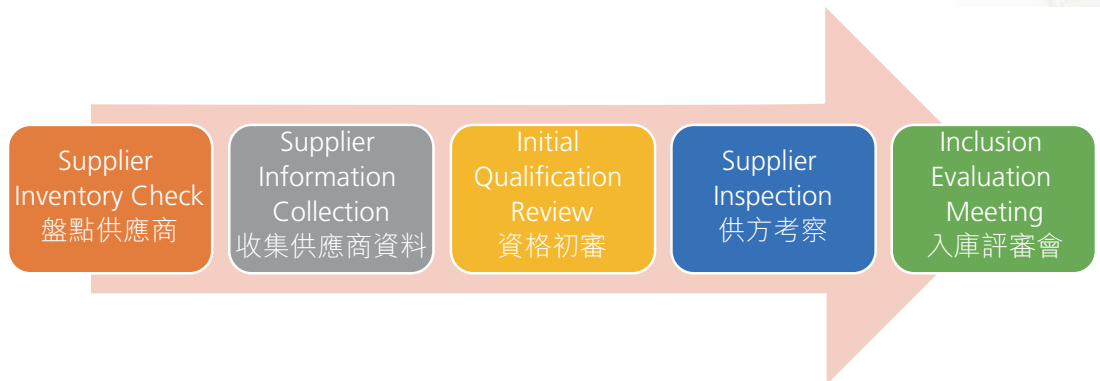 Supplier
Inventory Check
盤點供應商
Supplier
Information
Collection
收集供應商資料
Initial
Qualification
Review
資格初審
Supplier
Inspection
供方考察
Inclusion
Evaluation
Meeting
入庫評審會